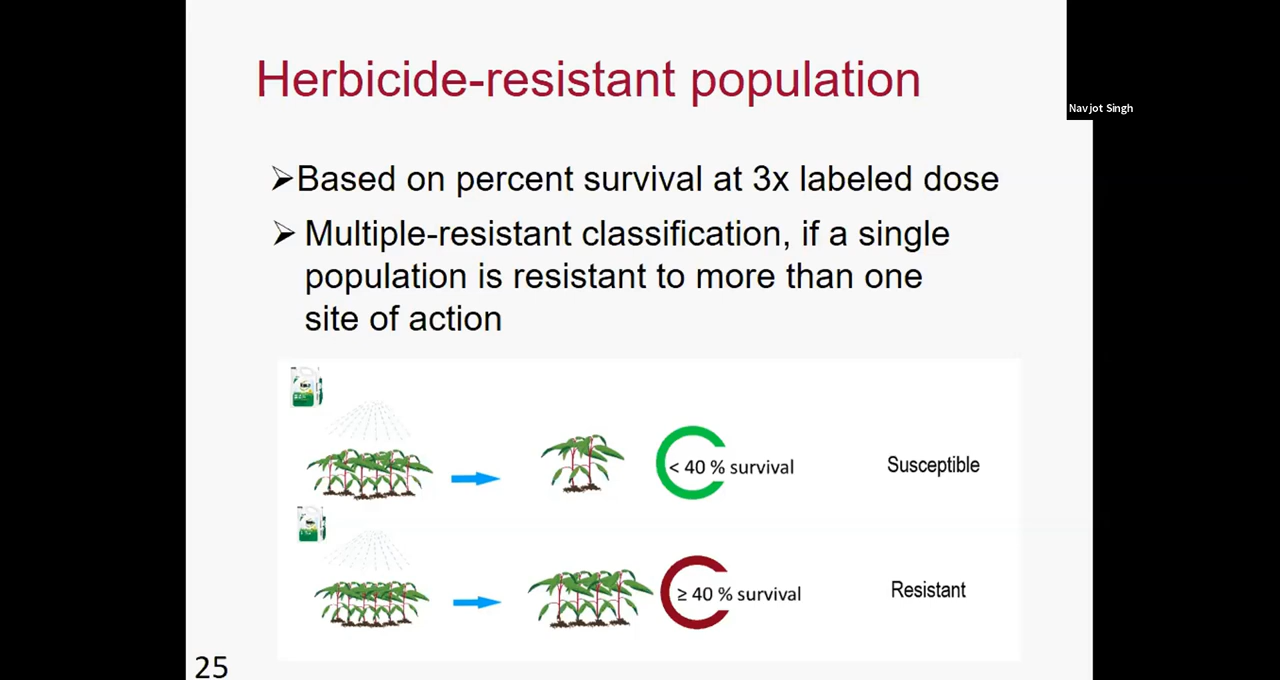 Herbicide-resistant population
Navjot Singh
➢Based on percent survival at 3x labeled dose
➢ Multiple-resistant classification, if a single
population is resistant to more than one
site of action
< 40 % survival
Susceptible
≥ 40 % survival
Resistant
25